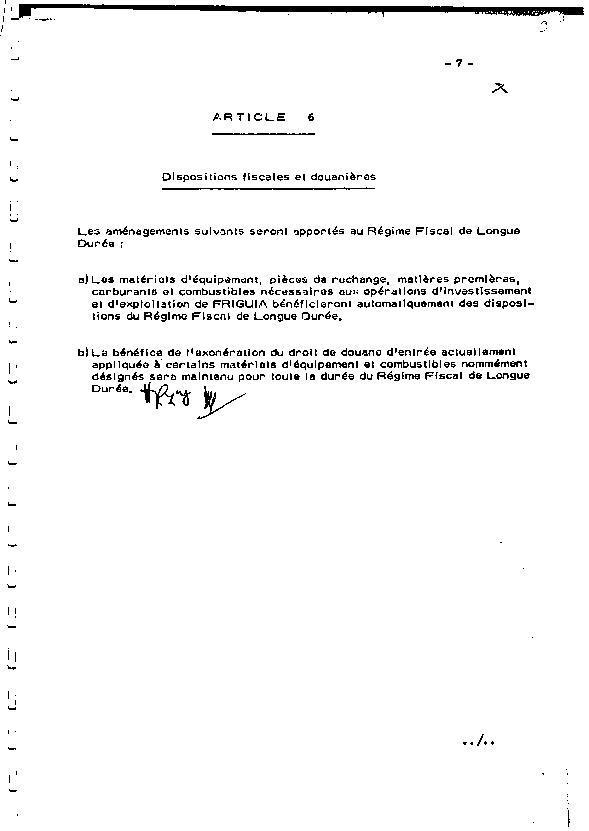 - 7 -
ARTICLE 6
Dispositions fiscales et douanières
Les aménagements suivants seront apportés au Régime Fiscal de Longue
Durée :
a) Les matériels d'équipement, pièces de rechange, matières premières,
carburants et combustibles nécessaires aux opérations d'investissement
et d'exploitation de FRIGUIA bénéficieront automatiquement des disposi-
tions du Régime Fiscal de Longue Durée.
b) Le bénéfice de l'exonération du droit de douane d'entrée actuellement
appliquée à certains matériels d'équipement et combustibles nommément
désignés sera maintenu pour toute la durée du Régime Fiscal de Longue
Durée.
../..